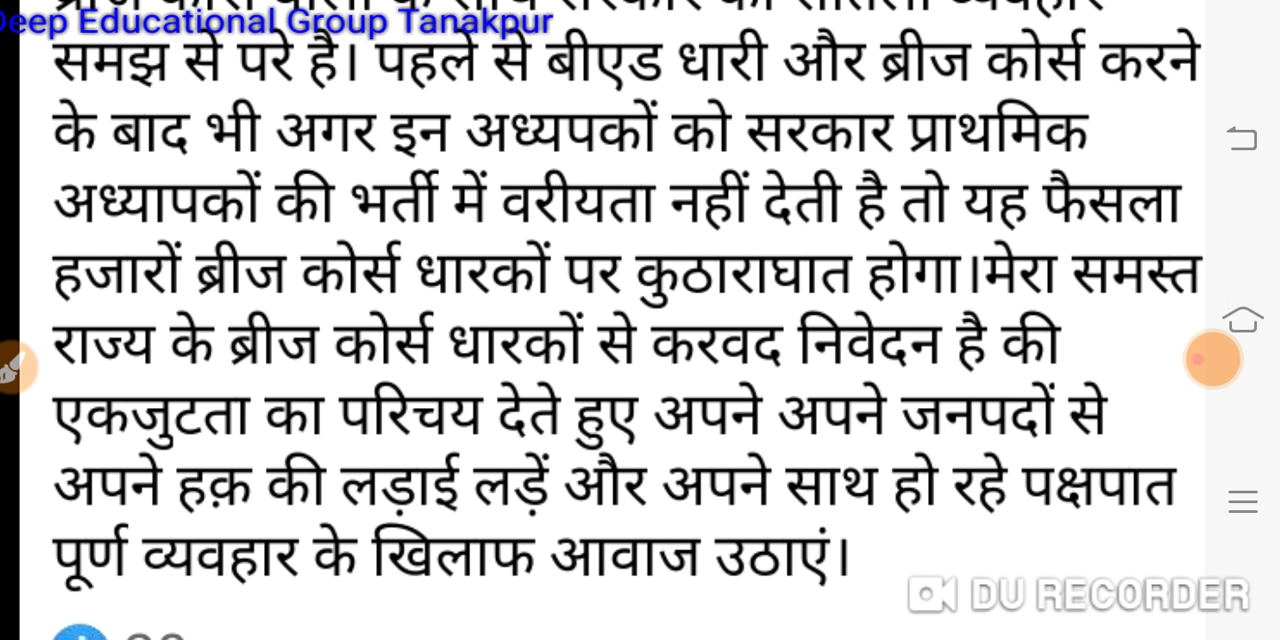 Deep Educational Group Tanakpur
समझ से परे है। पहले से बीएड धारी और ब्रीज कोर्स करने
के बाद भी अगर इन अध्यपकों को सरकार प्राथमिक
अध्यापकों की भर्ती में वरीयता नहीं देती है तो यह फैसला
हजारों ब्रीज कोर्स धारकों पर कुठाराघात होगा।मेरा समस्त
राज्य के ब्रीज कोर्स धारकों से करवद निवेदन है की
एकजुटता का परिचय देते हुए अपने अपने जनपदों से
अपने हक़ की लड़ाई लड़ें और अपने साथ हो रहे पक्षपात
पूर्ण व्यवहार के खिलाफ आवाज उठाएं।
DU RECORDER